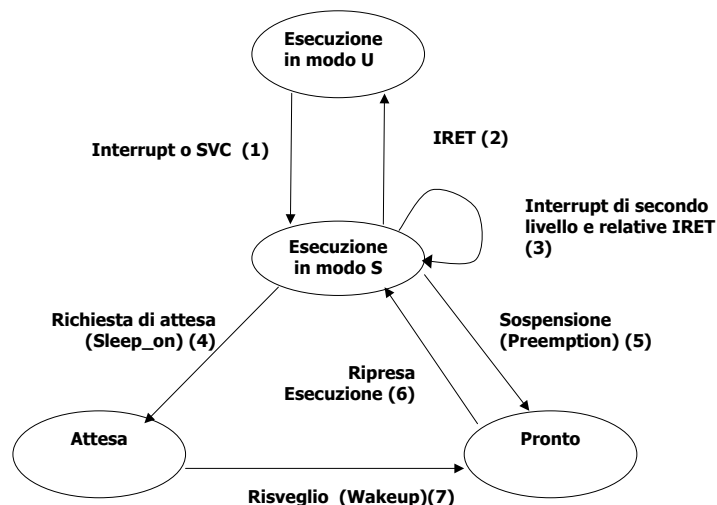 Esecuzione
in modo U
Interrupt o SVC (1)
IRET (2)
Interrupt di secondo
livello e relative IRET
(3)
Esecuzione
in modo S
Richiesta di attesa
(Sleep_on) (4)
Sospensione
(Preemption) (5)
Ripresa
Esecuzione (6)
Attesa
Pronto
Risveglio (Wakeup)(7)